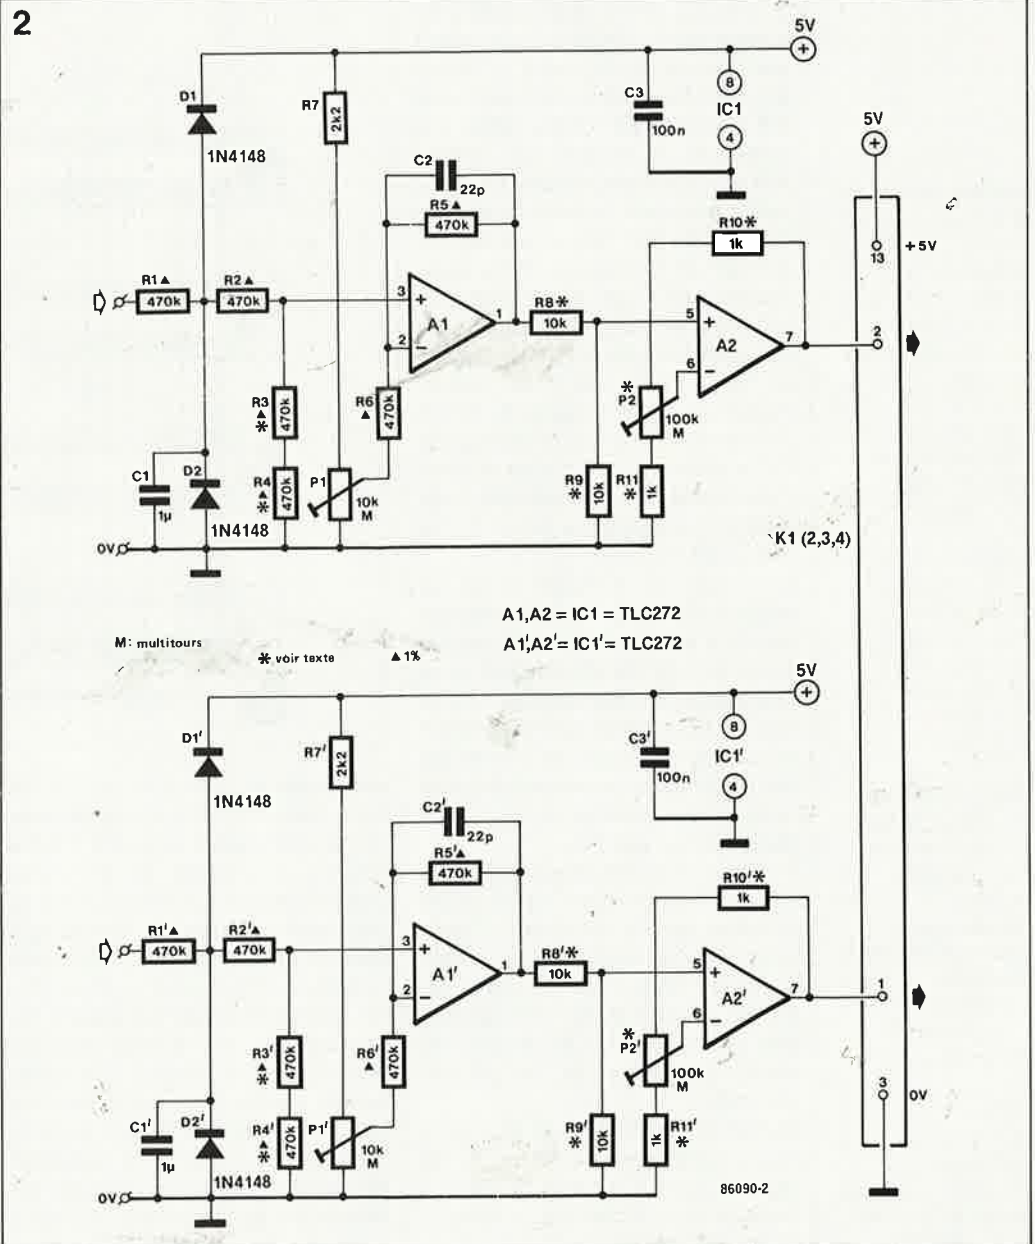 2
5V
D1
1N4148
R7
2k2
C3
100n
8
IC1
4
5V
C2
22p
R5▲
470k
R10*
1k
13
+5V
R1▲
470k
R2▲
470k
3
+
A1
1
2
−
R8*
10k
5
+
A2
7
6
−
2
R3
▲
*
470k
R6
▲
470k
*
P2
100k
M
C1
1µ
D2
1N4148
R4
▲
*
470k
P1
10k
M
R9
*
10k
R11
*
1k
0V
K1 (2,3,4)
A1,A2 = IC1 = TLC272
A1',A2' = IC1' = TLC272
M: multitours
* voir texte
▲ 1%
5V
D1'
1N4148
R7'
2k2
C3'
100n
8
IC1'
4
C2'
22p
R5'▲
470k
R10'*
1k
R1'▲
470k
R2'▲
470k
3
+
A1'
1
2
−
R8'*
10k
5
+
A2'
7
6
−
1
R3'
▲
*
470k
R6'
▲
470k
*
P2'
100k
M
3
0V
C1'
1µ
D2'
1N4148
R4'
▲
*
470k
P1'
10k
M
R9'
*
10k
R11'
*
1k
0V
86090-2